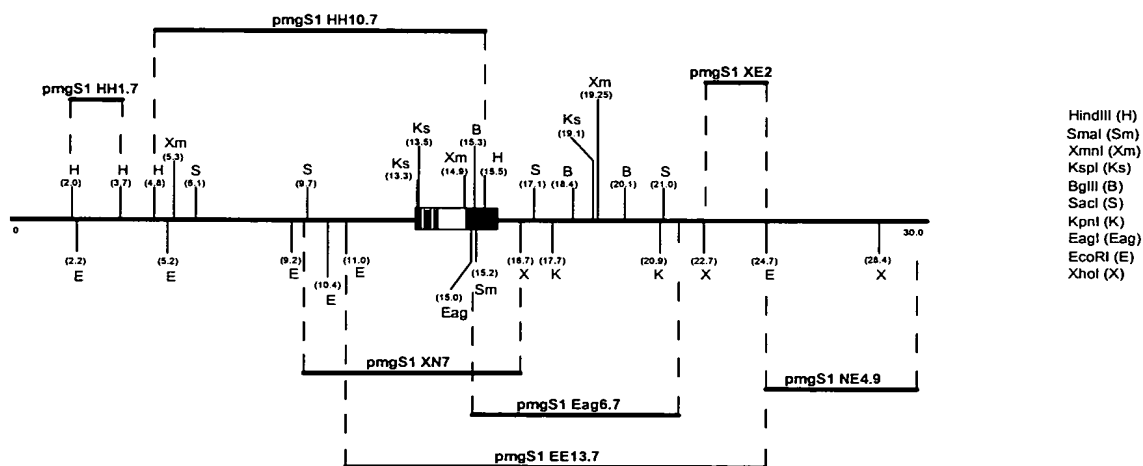 pmgS1 HH10.7
pmgS1 HH1.7
pmgS1 XE2
H
(2.0)
H
(3.7)
H
(4.8)
Xm
(5.3)
S
(6.1)
S
(9.7)
Ks
(13.3)
Ks
(13.5)
Xm
(14.9)
B
(15.3)
H
(15.5)
S
(17.1)
B
(18.4)
Ks
(19.1)
Xm
(19.25)
B
(20.1)
S
(21.0)
0
30.0
(2.2)
E
(5.2)
E
(9.2)
E
(10.4)
E
(11.0)
E
(15.0)
Eag
(15.2)
Sm
(16.7)
X
(17.7)
K
(20.9)
K
(22.7)
X
(24.7)
E
(28.4)
X
pmgS1 XN7
pmgS1 Eag6.7
pmgS1 NE4.9
pmgS1 EE13.7
HindIII (H)
SmaI (Sm)
XmnI (Xm)
KspI (Ks)
BglII (B)
SacI (S)
KpnI (K)
EagI (Eag)
EcoRI (E)
XhoI (X)